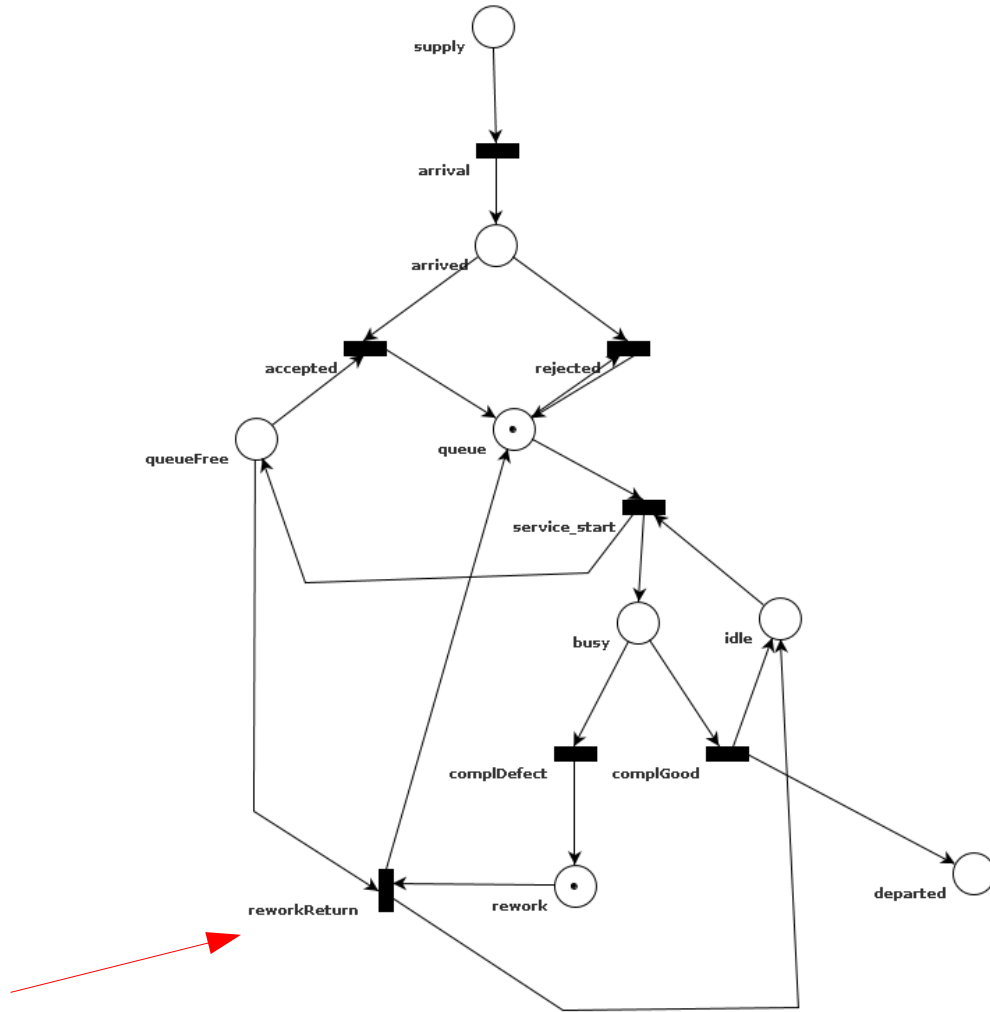 supply
arrival
arrived
accepted
rejected
queueFree
queue
service_start
busy
idle
complDefect
complGood
rework
departed
reworkReturn